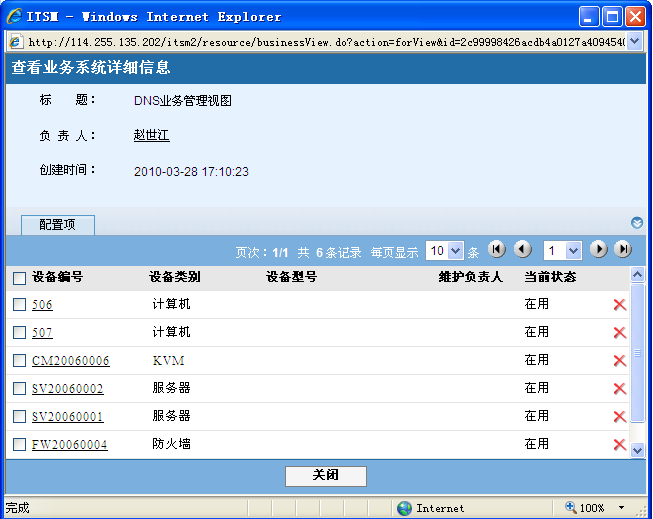 ITSM - Windows Internet Explorer
http://114.255.135.202/itsm2/resource/businessView.do?action=forView&id=2c99998426acdb4a0127a4094540
查看业务系统详细信息
标 题： DNS业务管理视图
负 责 人： 赵世江
创建时间： 2010-03-28 17:10:23
配置项
页次：1/1 共 6 条记录 每页显示 10 条 1
设备编号 设备类别 设备型号 维护负责人 当前状态
506 计算机 在用
507 计算机 在用
CM20060006 KVM 在用
SV20060002 服务器 在用
SV20060001 服务器 在用
FW20060004 防火墙 在用
关闭
完成 Internet 100%